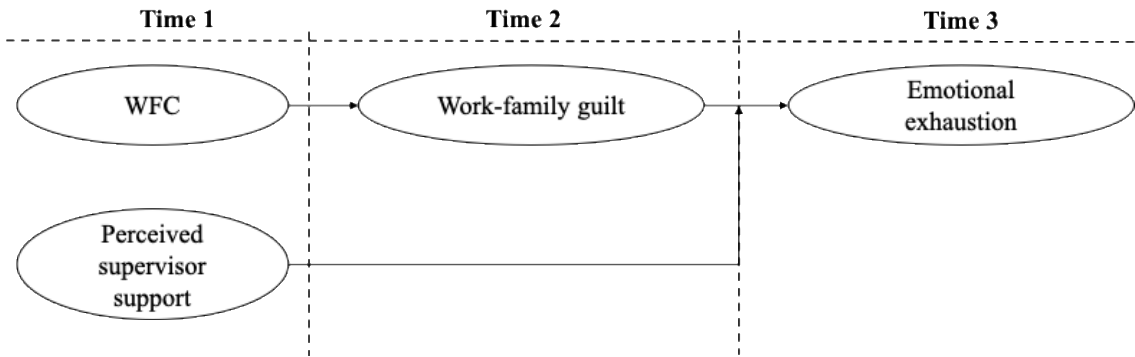 Time 1
Time 2
Time 3
WFC
Work-family guilt
Emotional
exhaustion
Perceived
supervisor
support